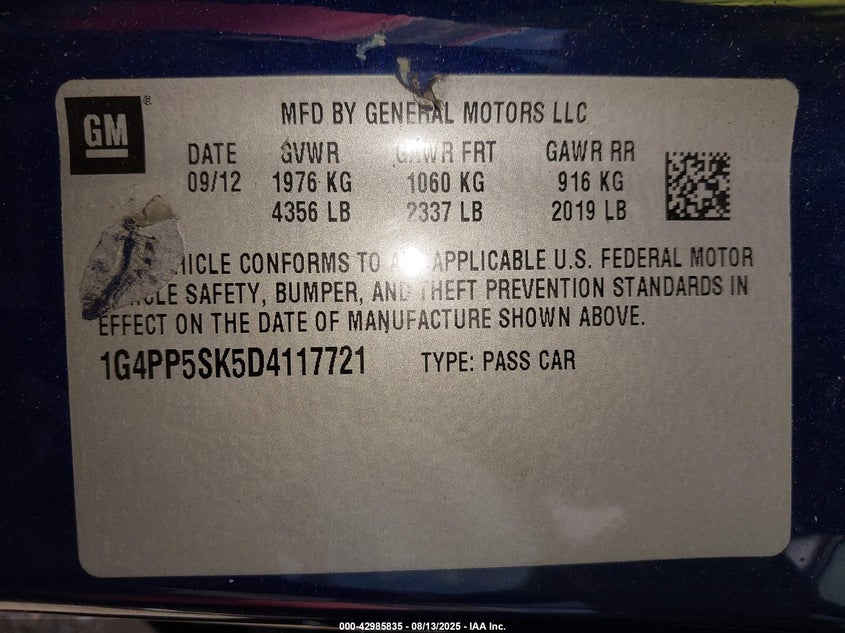 GM®
MFD BY GENERAL MOTORS LLC
DATE GVWR GAWR FRT GAWR RR
09/12 1976 KG 1060 KG 916 KG
4356 LB 2337 LB 2019 LB
CONFORMS TO APPLICABLE U.S. FEDERAL MOTOR
SAFETY, BUMPER, AND THEFT PREVENTION STANDARDS IN
EFFECT ON THE DATE OF MANUFACTURE SHOWN ABOVE.
1G4PP5SK5D4117721 TYPE: PASS CAR
000-42985835 - 08/13/2025 - IAA Inc.